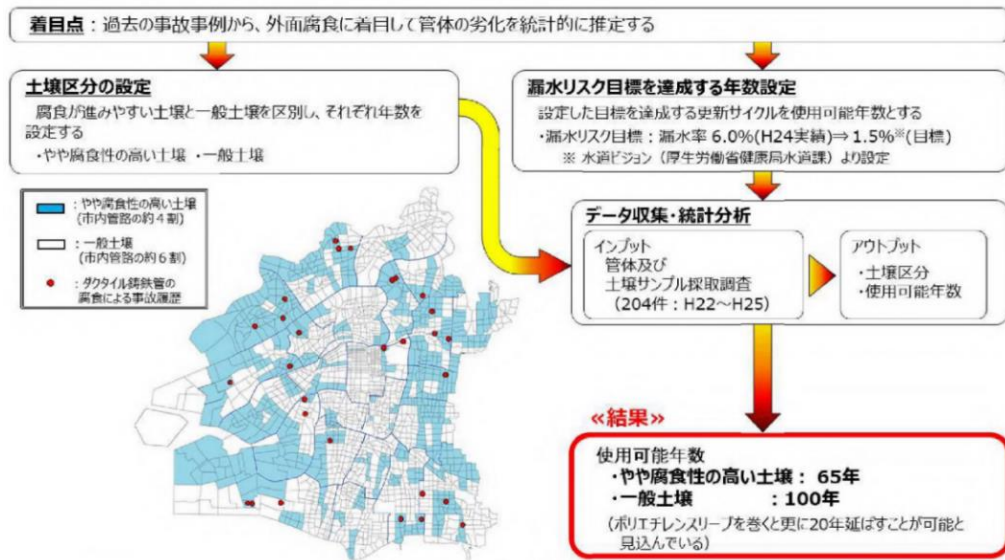 着目点：過去の事故事例から、外面腐食に着目して管体の劣化を統計的に推定する
土壌区分の設定
腐食が進みやすい土壌と一般土壌を区別し、それぞれ年数を
設定する
・やや腐食性の高い土壌 ・一般土壌
漏水リスク目標を達成する年数設定
設定した目標を達成する更新サイクルを使用可能年数とする
・漏水リスク目標：漏水率 6.0%(H24実績)⇒1.5%※(目標)
※ 水道ビジョン（厚生労働省健康局水道課）より設定
：やや腐食性の高い土壌
(市内管路の約４割)
：一般土壌
(市内管路の約６割)
：ダクタイル鋳鉄管の
腐食による事故履歴
データ収集・統計分析
インプット
管体及び
土壌サンプル採取調査
(204件：H22～H25)
アウトプット
・土壌区分
・使用可能年数
≪結果≫
使用可能年数
・やや腐食性の高い土壌： 65年
・一般土壌 ：100年
（ポリエチレンスリーブを巻くと更に20年延ばすことが可能と
見込んでいる）